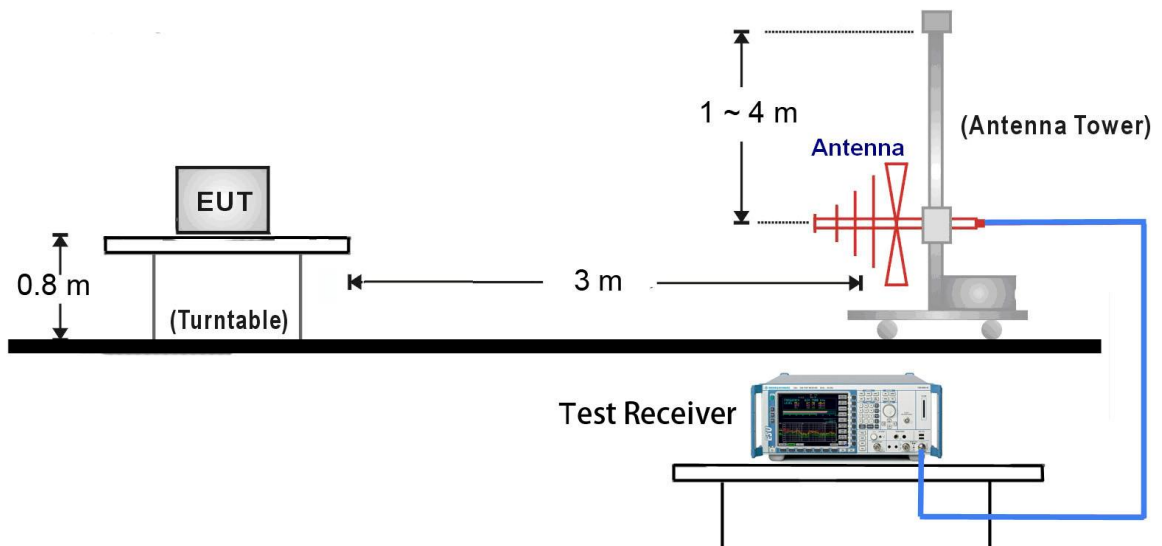 1 ~ 4 m
(Antenna Tower)
Antenna
EUT
0.8 m
3 m
(Turntable)
Test Receiver